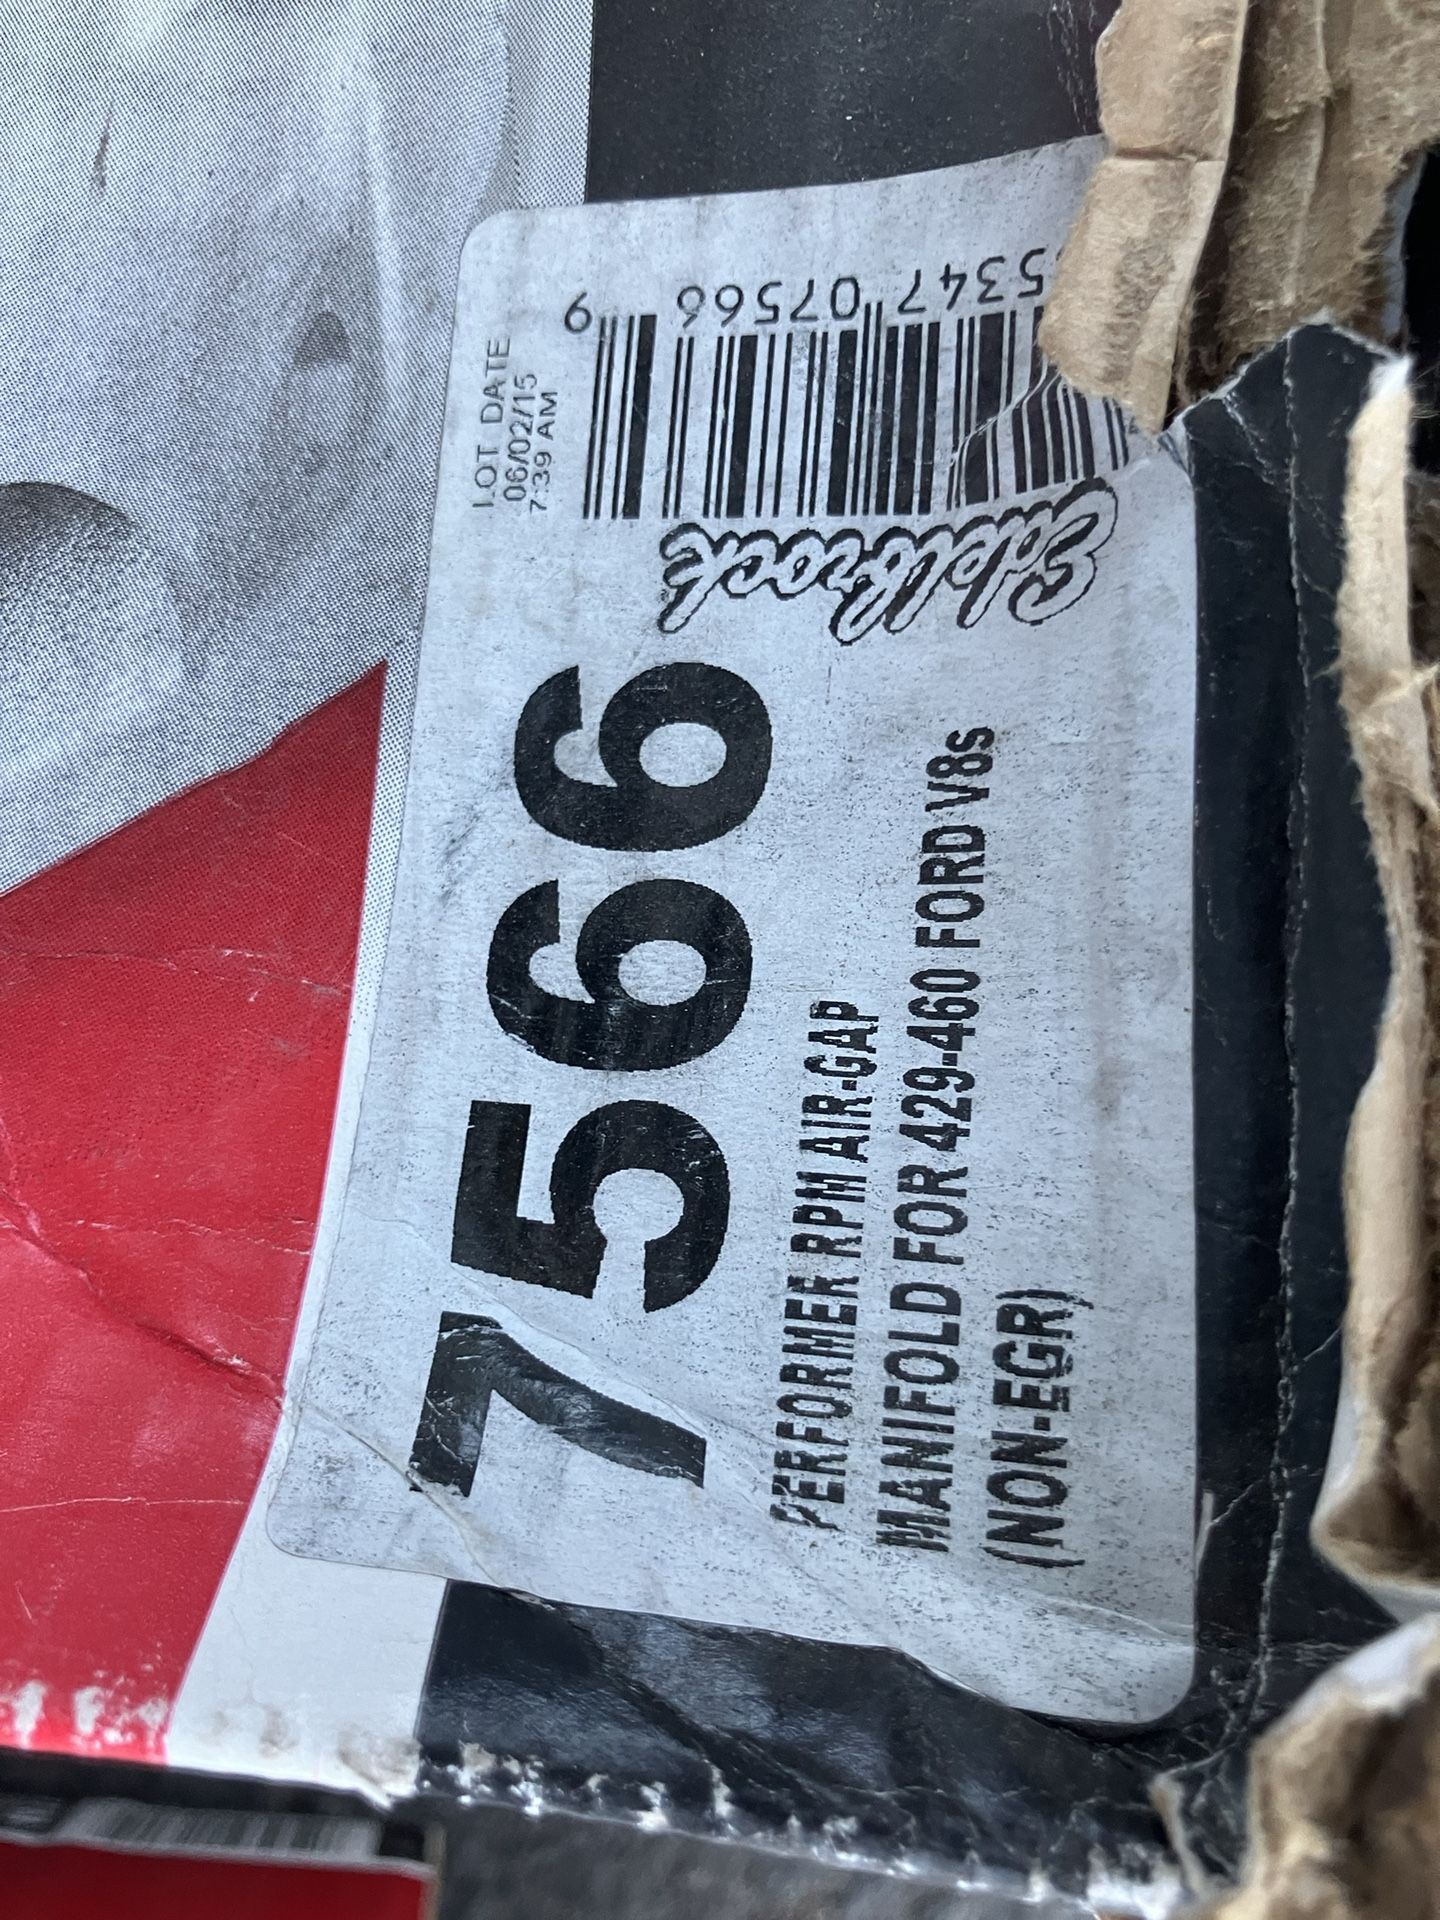 LOT DATE
06/02/15
7:39 AM
5347 07566 9
Edelbrock
7566
PERFORMER RPM AIR-GAP
MANIFOLD FOR 429-460 FORD V8s
(NON-EGR)